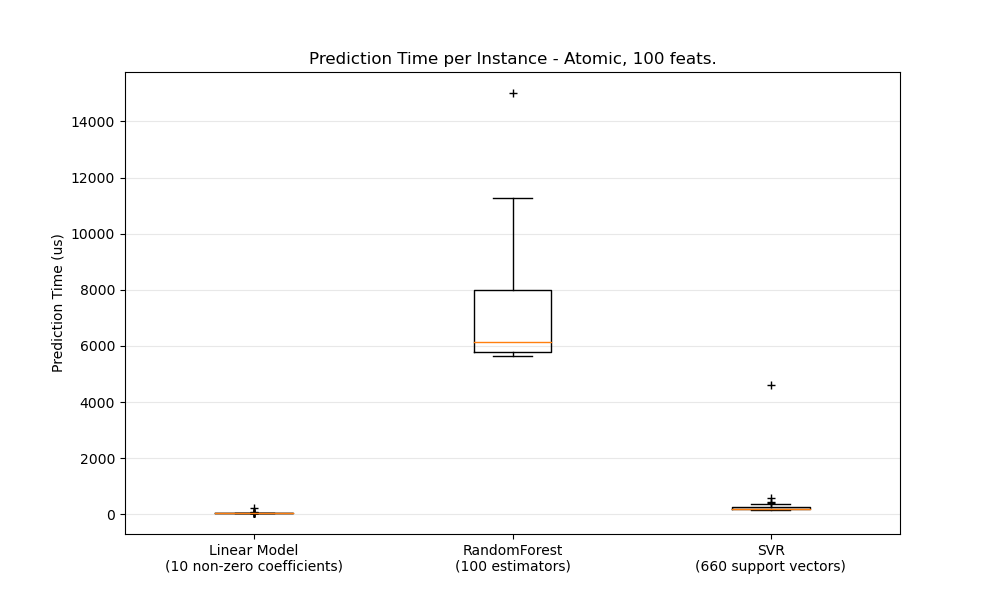 Prediction Time per Instance - Atomic, 100 feats.
Prediction Time (us)
14000
12000
10000
8000
6000
4000
2000
0
Linear Model
(10 non-zero coefficients)
RandomForest
(100 estimators)
SVR
(660 support vectors)